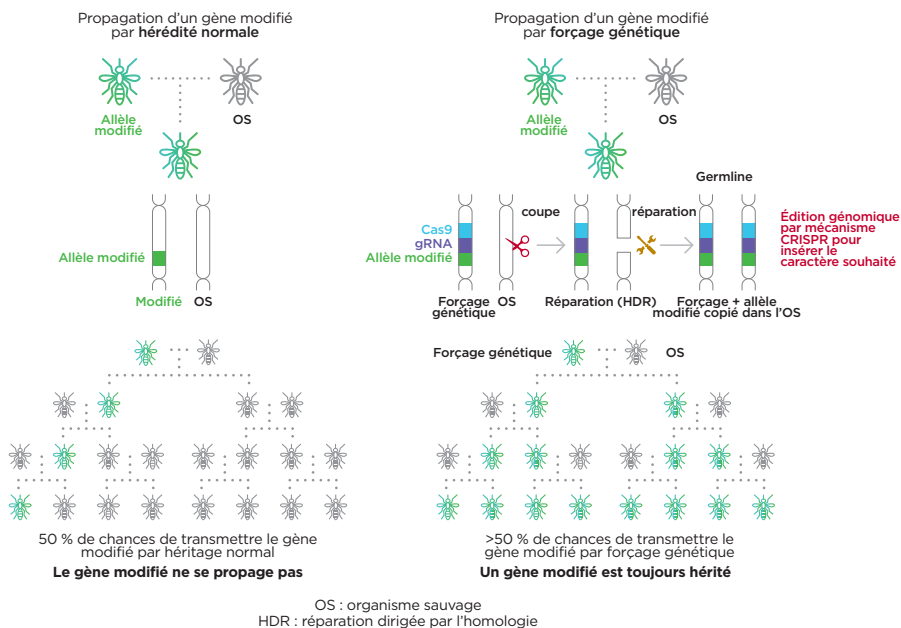 Propagation d'un gène modifié
par hérédité normale
Allèle
modifié
OS
Allèle modifié
Modifié
OS
50 % de chances de transmettre le gène
modifié par héritage normal
Le gène modifié ne se propage pas
Propagation d'un gène modifié
par forçage génétique
Allèle
modifié
OS
Germline
coupe
réparation
Cas9
gRNA
Allèle modifié
Édition génomique
par mécanisme
CRISPR pour
insérer le
caractère souhaité
Forçage
génétique
OS
Réparation (HDR)
Forçage + allèle
modifié copié dans l'OS
Forçage génétique
OS
>50 % de chances de transmettre le
gène modifié par forçage génétique
Un gène modifié est toujours hérité
OS : organisme sauvage
HDR : réparation dirigée par l'homologie